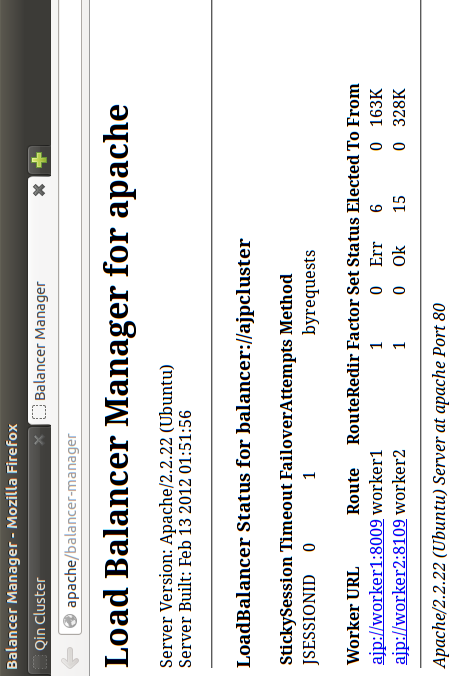 Balancer Manager - Mozilla Firefox
Qin Cluster
Balancer Manager
apache/balancer-manager
Load Balancer Manager for apache
Server Version: Apache/2.2.22 (Ubuntu)
Server Built: Feb 13 2012 01:51:56
LoadBalancer Status for balancer://ajpcluster
StickySession Timeout FailoverAttempts Method
JSESSIONID 0 1 byrequests
Worker URL Route RouteRedir Factor Set Status Elected To From
ajp://worker1:8009 worker1 1 0 Err 6 0 163K
ajp://worker2:8109 worker2 1 0 Ok 15 0 328K
Apache/2.2.22 (Ubuntu) Server at apache Port 80